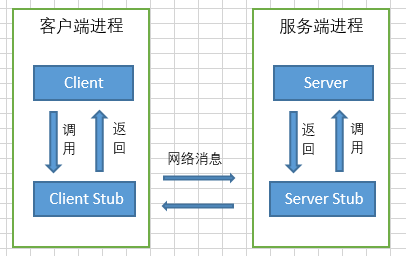 客户端进程
服务端进程
Client
Server
调用
返回
返回
调用
网络消息
Client Stub
Server Stub